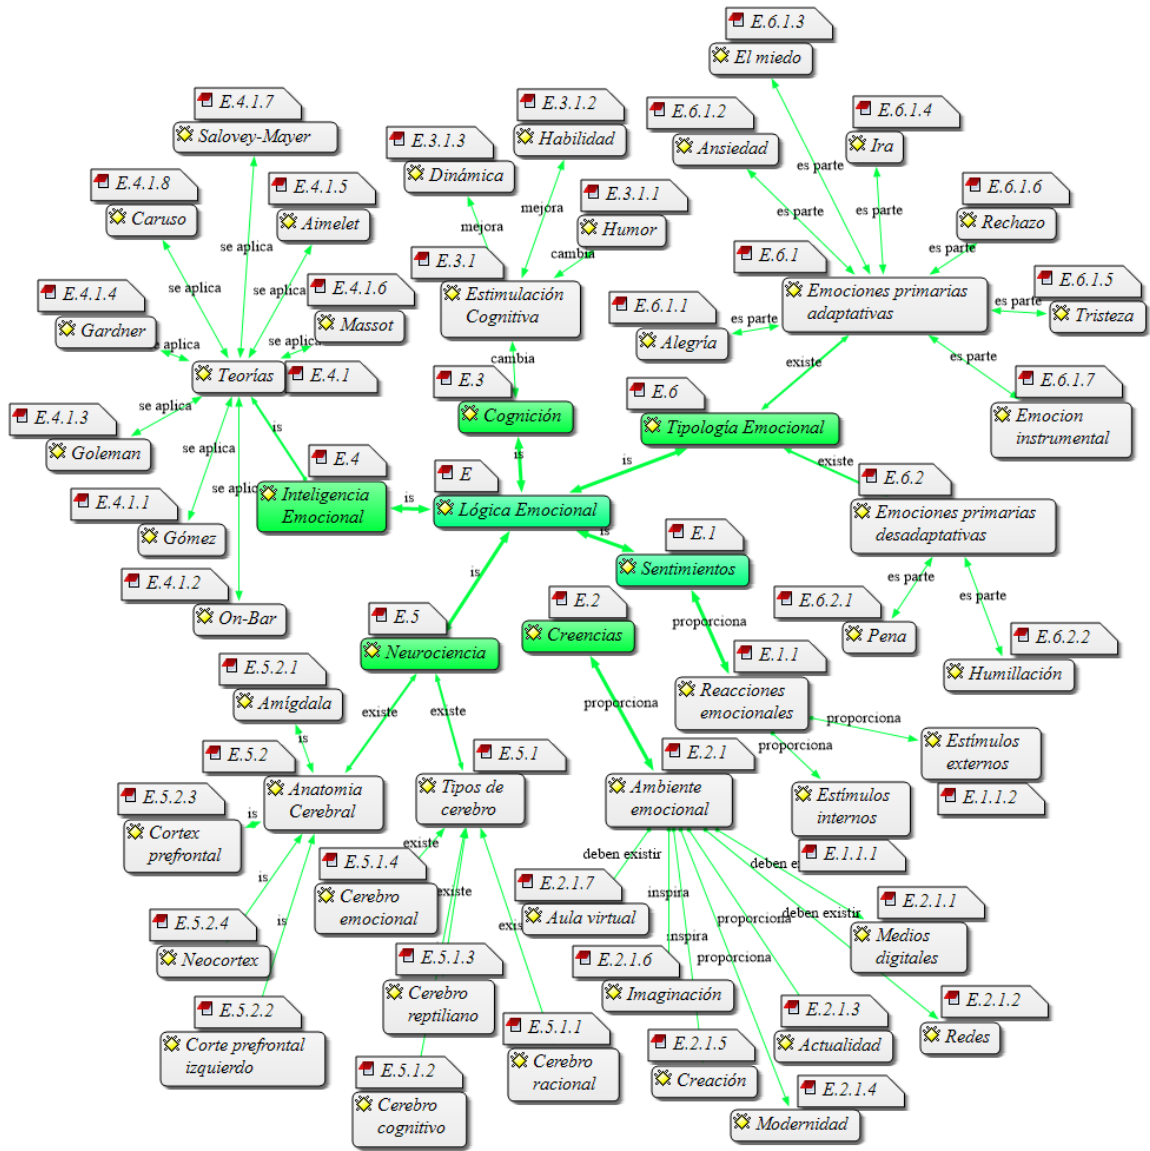 E.6.1.3
El miedo
E.4.1.7
Salovey-Mayer
E.3.1.2
Habilidad
E.6.1.2
Ansiedad
E.6.1.4
Ira
E.3.1.3
Dinámica
es parte
E.4.1.8
Caruso
E.4.1.5
Aimelet
E.3.1.1
Humor
mejora
mejora
cambia
E.6.1.6
Rechazo
es parte
es parte
es parte
se aplica
E.3.1
Estimulación
Cognitiva
E.6.1
Emociones primarias
adaptativas
E.6.1.5
Tristeza
es parte
E.4.1.4
Gardner
se aplica
se aplica
E.4.1.6
Massot
E.6.1.1
Alegría
es parte
se aplica
se aplica
cambia
existe
es parte
Teorías
E.4.1
E.3
Cognición
E.6
Tipología Emocional
E.6.1.7
Emocion
instrumental
E.4.1.3
Goleman
se aplica
is
se aplica
is
is
existe
E.4
Inteligencia
Emocional
is
E
Lógica Emocional
E.6.2
Emociones primarias
desadaptativas
E.4.1.1
Gómez
se aplica
is
E.1
Sentimientos
is
es parte
es parte
E.4.1.2
On-Bar
E.5
Neurociencia
E.2
Creencias
proporciona
E.6.2.1
Pena
E.6.2.2
Humillación
E.5.2.1
Amígdala
existe
existe
proporciona
E.1.1
Reacciones
emocionales
proporciona
proporciona
Estímulos
externos
E.1.1.2
is
E.5.2
Anatomia
Cerebral
E.5.1
Tipos de
cerebro
E.2.1
Ambiente
emocional
Estímulos
internos
E.1.1.1
E.5.2.3
Cortex
prefrontal
is
existe
deben existir
deben existir
E.5.1.4
Cerebro
emocional
is
existe
existe
E.2.1.7
Aula virtual
inspira
proporciona
deben existir
E.2.1.1
Medios
digitales
E.5.2.4
Neocortex
is
inspira
proporciona
E.5.1.3
Cerebro
reptiliano
E.2.1.6
Imaginación
E.2.1.3
Actualidad
E.2.1.2
Redes
E.5.2.2
Corte prefrontal
izquierdo
E.5.1.1
Cerebro
racional
E.2.1.5
Creación
E.5.1.2
Cerebro
cognitivo
E.2.1.4
Modernidad